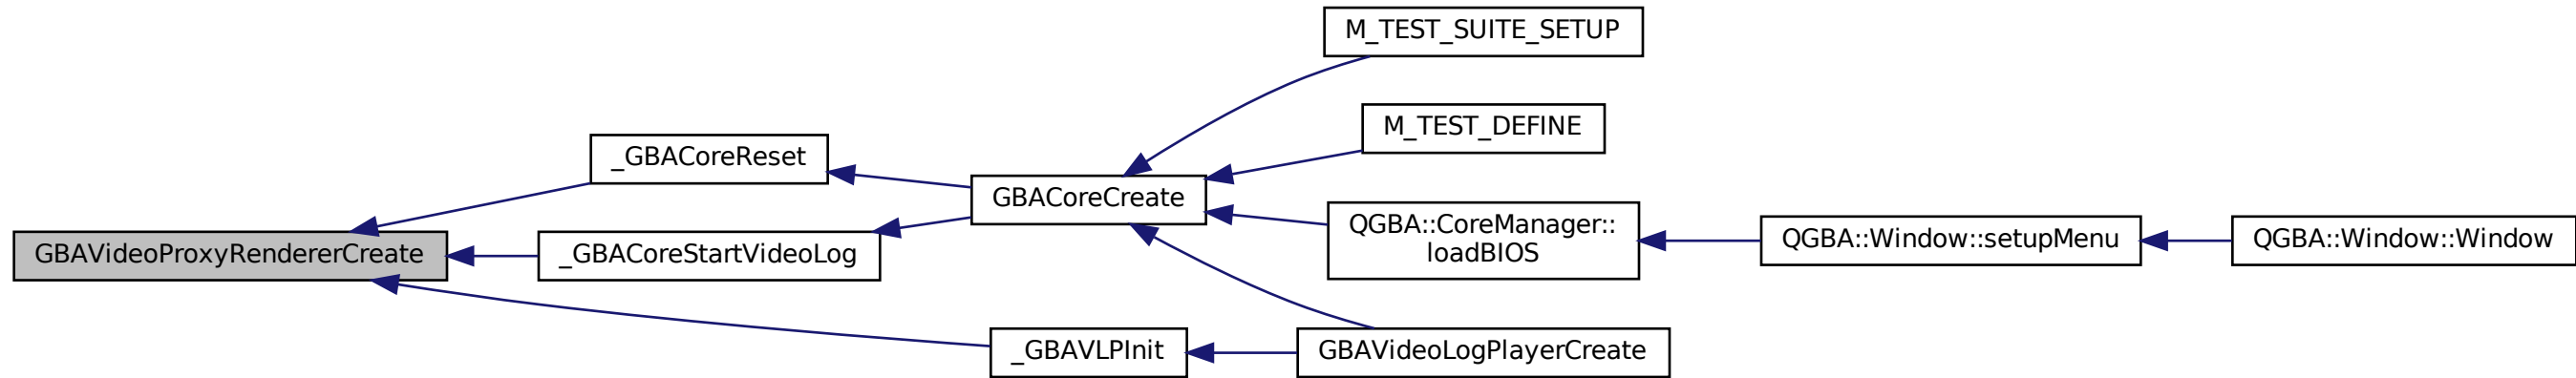 M_TEST_SUITE_SETUP
M_TEST_DEFINE
_GBACoreReset
GBACoreCreate
QGBA::CoreManager::
loadBIOS
QGBA::Window::setupMenu
QGBA::Window::Window
GBAVideoProxyRendererCreate
_GBACoreStartVideoLog
_GBAVLPInit
GBAVideoLogPlayerCreate